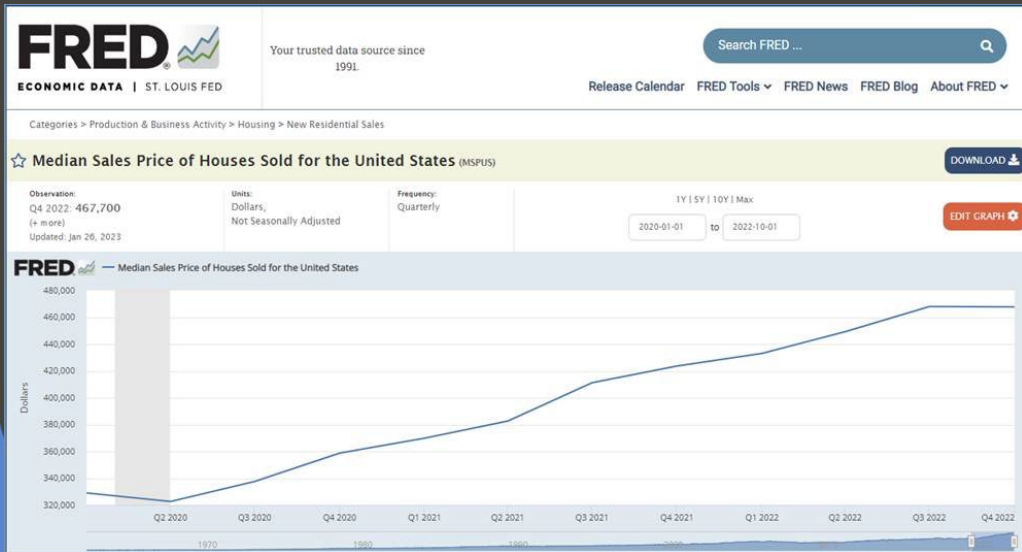 FRED
ECONOMIC DATA | ST. LOUIS FED
Your trusted data source since
1991.
Search FRED ...
Release Calendar FRED Tools FRED News FRED Blog About FRED
Categories > Production & Business Activity > Housing > New Residential Sales
Median Sales Price of Houses Sold for the United States (MSPUS)
DOWNLOAD
Observation:
Q4 2022: 467,700
(+ more)
Updated: Jan 26, 2023
Units:
Dollars,
Not Seasonally Adjusted
Frequency:
Quarterly
1Y | 5Y | 10Y | Max
2020-01-01 to 2022-10-01
EDIT GRAPH
FRED — Median Sales Price of Houses Sold for the United States
480,000
460,000
440,000
420,000
400,000
380,000
360,000
340,000
320,000
Dollars
Q2 2020 Q3 2020 Q4 2020 Q1 2021 Q2 2021 Q3 2021 Q4 2021 Q1 2022 Q2 2022 Q3 2022 Q4 2022
1970 1980 1990 2000